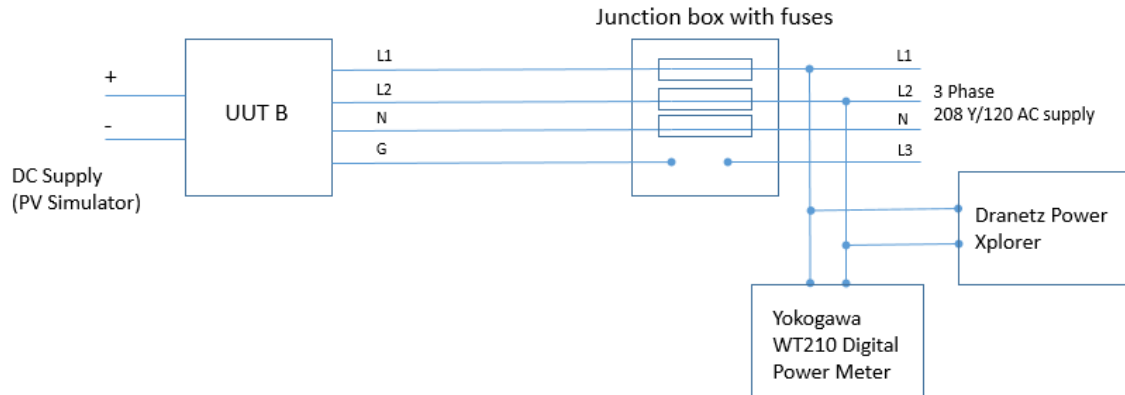 Junction box with fuses
+
-
DC Supply
(PV Simulator)
UUT B
L1
L2
N
G
L1
L2
N
L3
3 Phase
208 Y/120 AC supply
Dranetz Power
Xplorer
Yokogawa
WT210 Digital
Power Meter